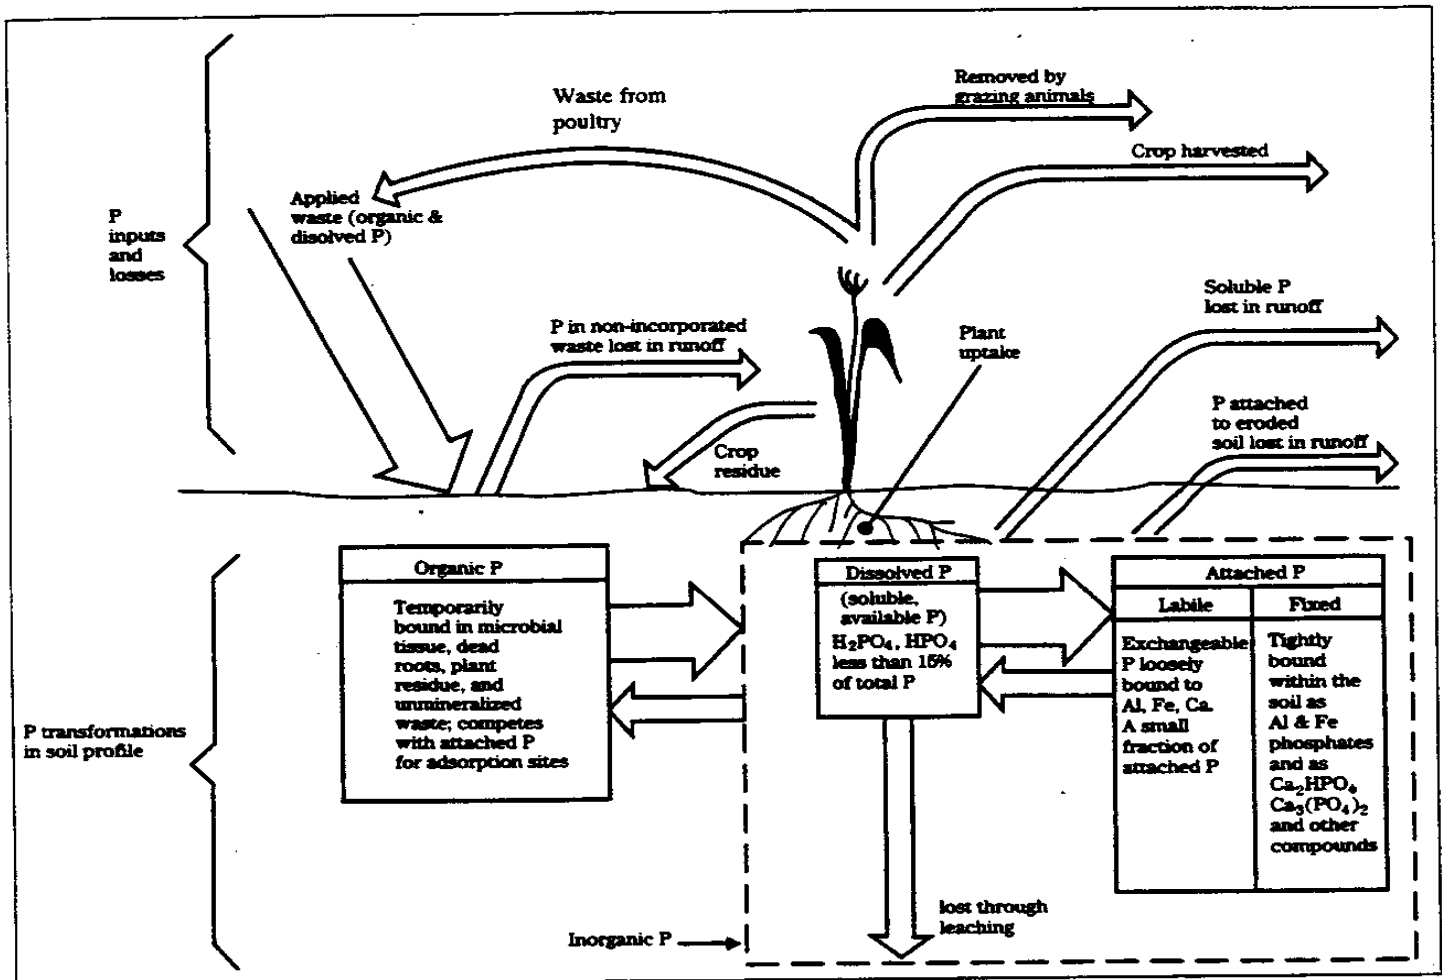 Removed by
grazing animals
Waste from
poultry
Crop harvested
Applied
waste (organic &
disolved P)
P
inputs
and
losses
Soluble P
lost in runoff
P in non-incorporated
waste lost in runoff
Plant
uptake
P attached
to eroded
soil lost in runoff
Crop
residue
Organic P
Temporarily
bound in microbial
tissue, dead
roots, plant
residue, and
unmineralized
waste; competes
with attached P
for adsorption sites
Dissolved P
(soluble,
available P)
H₂PO₄, HPO₄
less than 15%
of total P
Attached P
Labile
Exchangeable
P loosely
bound to
Al, Fe, Ca.
A small
fraction of
attached P
Fixed
Tightly
bound
within the
soil as
Al & Fe
phosphates
and as
Ca₂HPO₄
Ca₃(PO₄)₂
and other
compounds
P transformations
in soil profile
lost through
leaching
Inorganic P